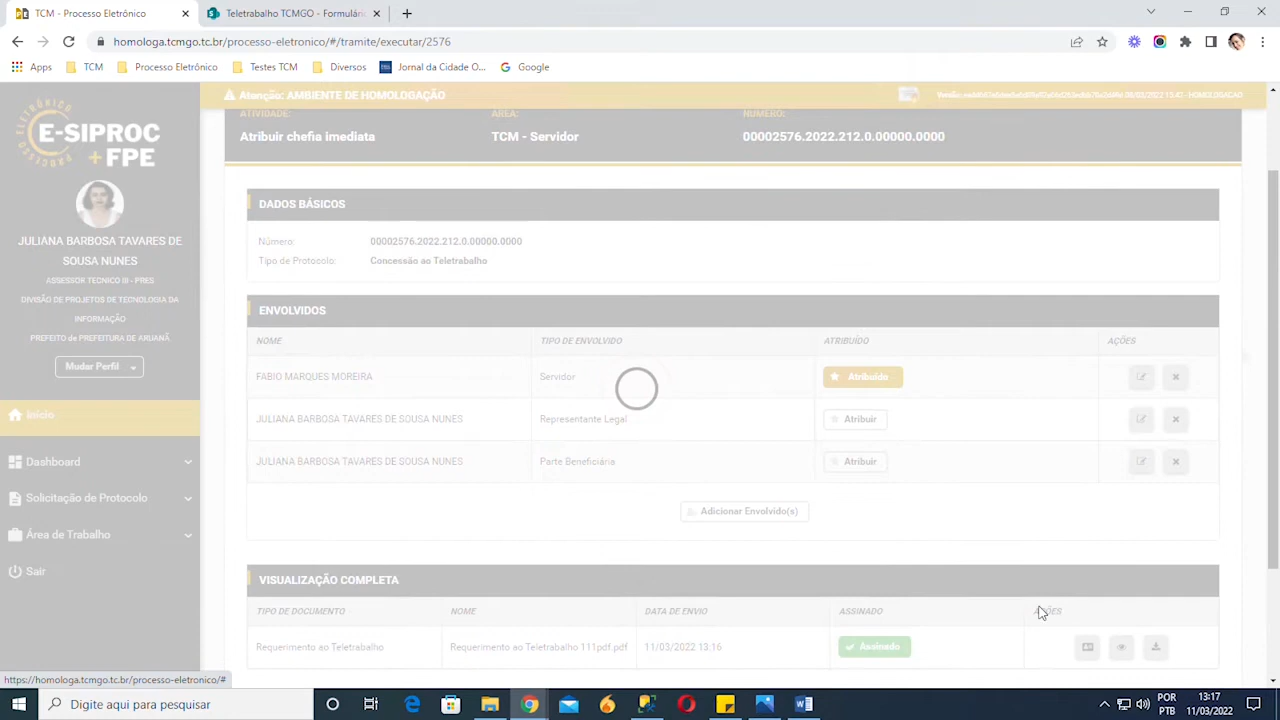 TCM - Processo Eletrônico
Teletrabalho TCMGO - Formulário
homologa.tcmgo.tc.br/processo-eletronico/#/tramite/executar/2576
Apps
TCM
Processo Eletrônico
Testes TCM
Diversos
Jornal da Cidade O...
Google
Atenção: AMBIENTE DE HOMOLOGAÇÃO
PROCESSO ELETRÔNICO
E-SIPROC
+FPE
ATIVIDADE:
ÁREA:
NÚMERO:
Atribuir chefia imediata
TCM - Servidor
00002576.2022.212.0.00000.0000
JULIANA BARBOSA TAVARES DE
SOUSA NUNES
ASSESSOR TECNICO III - PRES
DIVISÃO DE PROJETOS DE TECNOLOGIA DA
INFORMAÇÃO
PREFEITO de PREFEITURA DE ARUANÃ
Mudar Perfil
Início
Dashboard
Solicitação de Protocolo
Área de Trabalho
Sair
DADOS BÁSICOS
Número:
00002576.2022.212.0.00000.0000
Tipo de Protocolo:
Concessão ao Teletrabalho
ENVOLVIDOS
NOME
TIPO DE ENVOLVIDO
ATRIBUÍDO
AÇÕES
FABIO MARQUES MOREIRA
Servidor
Atribuído
JULIANA BARBOSA TAVARES DE SOUSA NUNES
Representante Legal
Atribuir
JULIANA BARBOSA TAVARES DE SOUSA NUNES
Parte Beneficiária
Atribuir
Adicionar Envolvido(s)
VISUALIZAÇÃO COMPLETA
TIPO DE DOCUMENTO
NOME
DATA DE ENVIO
ASSINADO
AÇÕES
Requerimento ao Teletrabalho
Requerimento ao Teletrabalho 111pdf.pdf
11/03/2022 13:16
Assinado
https://homologa.tcmgo.tc.br/processo-eletronico/#
Digite aqui para pesquisar
POR
PTB
13:17
11/03/2022